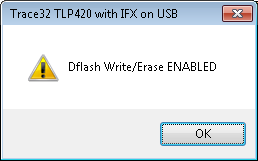 Trace32 TLP420 with IFX on USB
Dflash Write/Erase ENABLED
OK